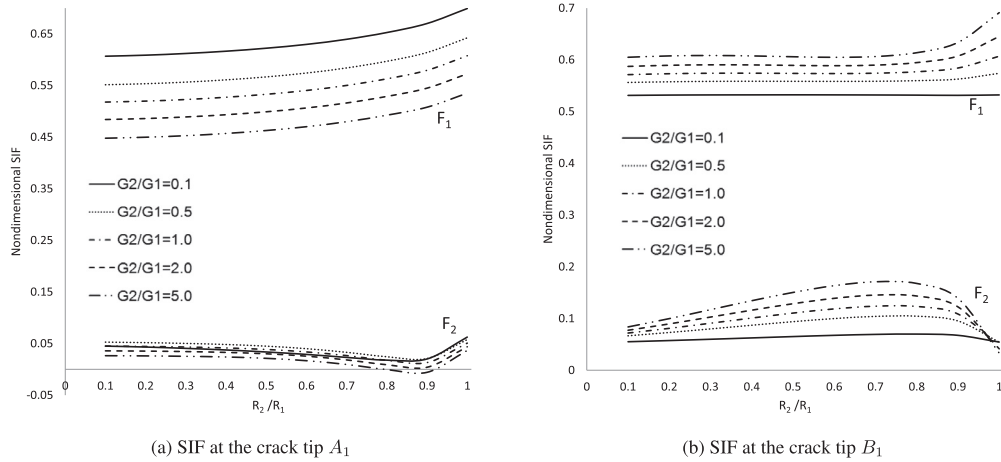 0.65
0.55
0.45
0.35
0.25
0.15
0.05
-0.05
Nondimensional SIF
F1
G2/G1=0.1
G2/G1=0.5
G2/G1=1.0
G2/G1=2.0
G2/G1=5.0
F2
0 0.1 0.2 0.3 0.4 0.5 0.6 0.7 0.8 0.9 1
R2 /R1
(a) SIF at the crack tip A1
0.7
0.6
0.5
0.4
0.3
0.2
0.1
0
Nondimensional SIF
F1
G2/G1=0.1
G2/G1=0.5
G2/G1=1.0
G2/G1=2.0
G2/G1=5.0
F2
0 0.1 0.2 0.3 0.4 0.5 0.6 0.7 0.8 0.9 1
R2 /R1
(b) SIF at the crack tip B1